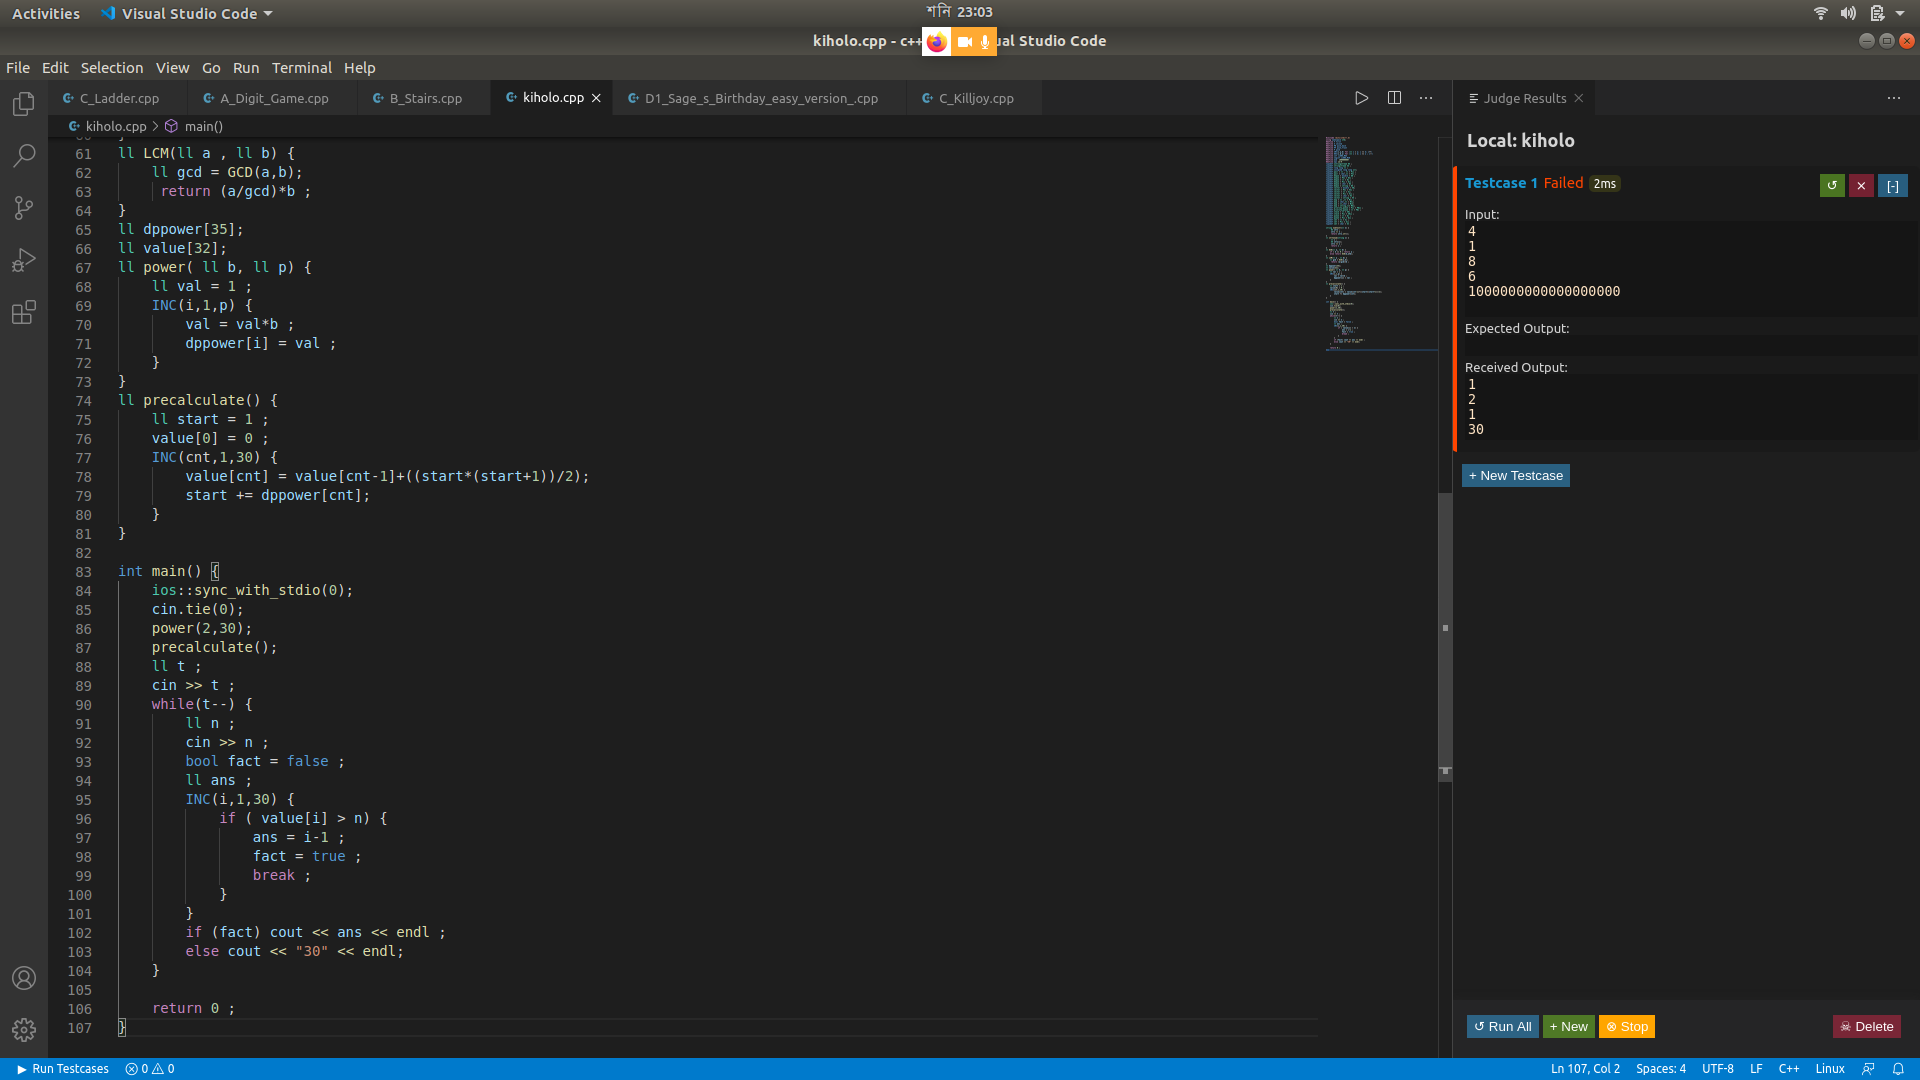 Activities
Visual Studio Code
শনি 23:03
kiholo.cpp - c++
ual Studio Code
File Edit Selection View Go Run Terminal Help
C_Ladder.cpp
A_Digit_Game.cpp
B_Stairs.cpp
kiholo.cpp
D1_Sage_s_Birthday_easy_version_.cpp
C_Killjoy.cpp
kiholo.cpp > main()
61 ll LCM(ll a , ll b) {
62 ll gcd = GCD(a,b);
63 return (a/gcd)*b ;
64 }
65 ll dppower[35];
66 ll value[32];
67 ll power( ll b, ll p) {
68 ll val = 1 ;
69 INC(i,1,p) {
70 val = val*b ;
71 dppower[i] = val ;
72 }
73 }
74 ll precalculate() {
75 ll start = 1 ;
76 value[0] = 0 ;
77 INC(cnt,1,30) {
78 value[cnt] = value[cnt-1]+((start*(start+1))/2);
79 start += dppower[cnt];
80 }
81 }
82
83 int main() {
84 ios::sync_with_stdio(0);
85 cin.tie(0);
86 power(2,30);
87 precalculate();
88 ll t ;
89 cin >> t ;
90 while(t--) {
91 ll n ;
92 cin >> n ;
93 bool fact = false ;
94 ll ans ;
95 INC(i,1,30) {
96 if ( value[i] > n) {
97 ans = i-1 ;
98 fact = true ;
99 break ;
100 }
101 }
102 if (fact) cout << ans << endl ;
103 else cout << "30" << endl;
104 }
105
106 return 0 ;
107 }
Judge Results
Local: kiholo
Testcase 1 Failed 2ms
[-]
Input:
4
1
8
6
1000000000000000000
Expected Output:
Received Output:
1
2
1
30
+ New Testcase
Run All
+ New
Stop
Delete
Run Testcases
0 0
Ln 107, Col 2
Spaces: 4
UTF-8
LF
C++
Linux